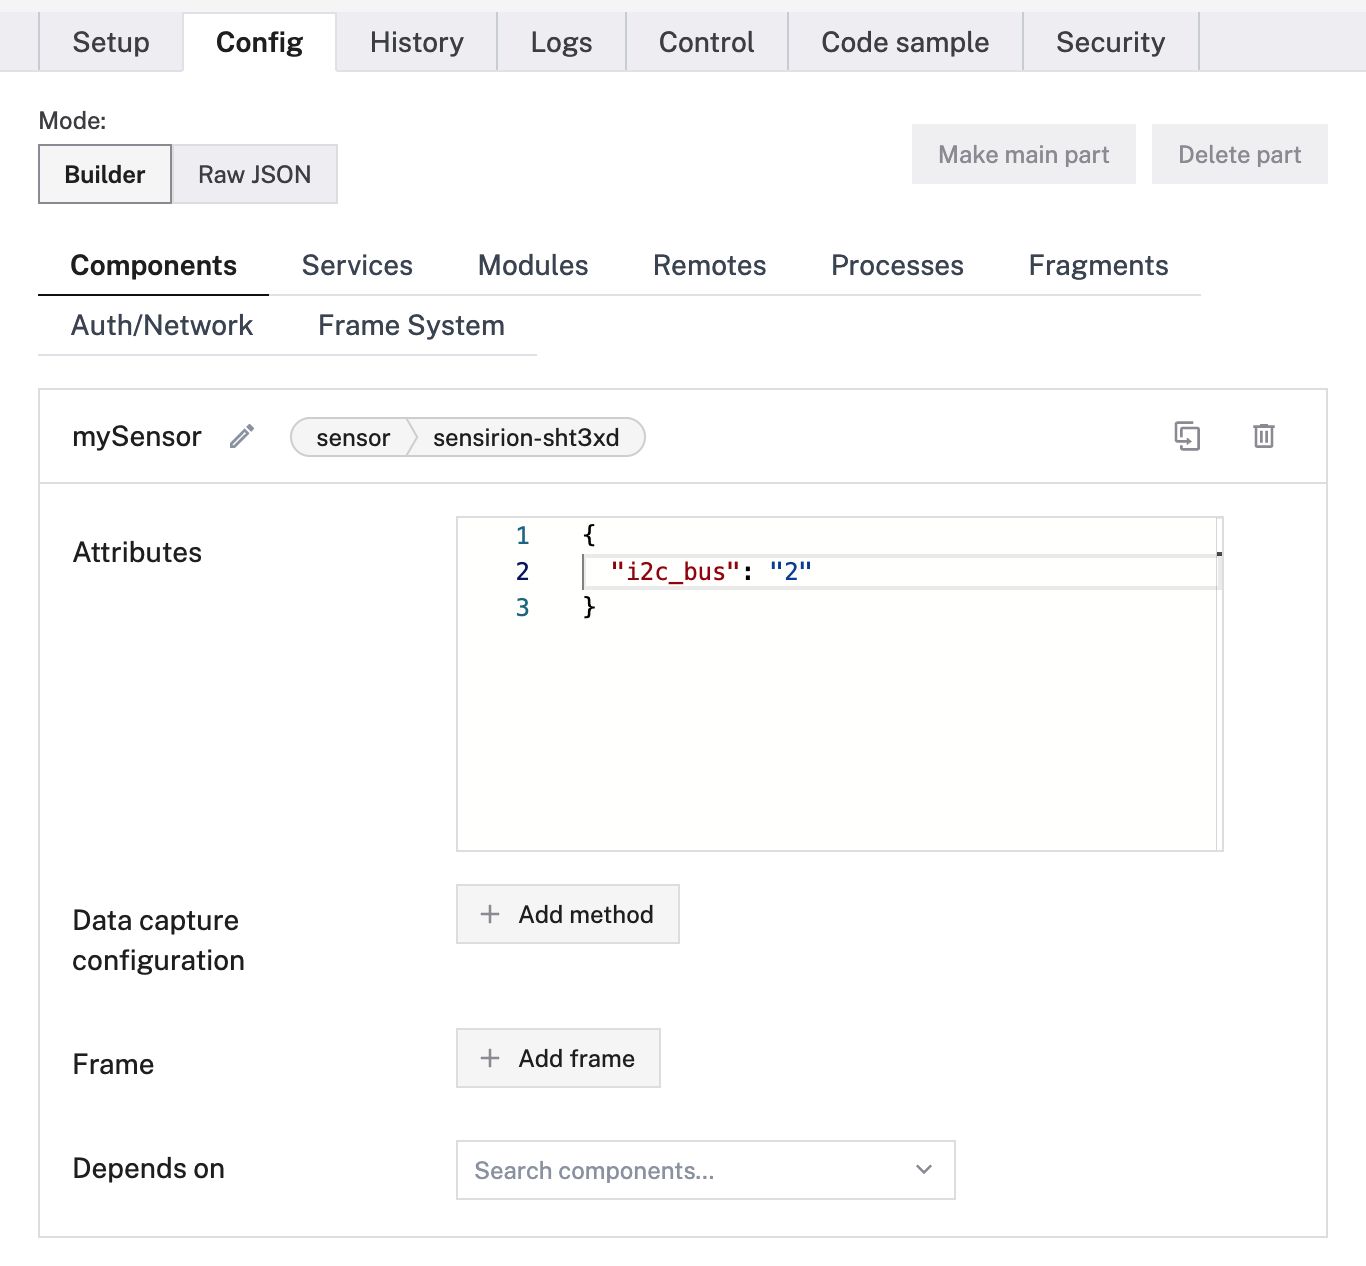 Setup Config History Logs Control Code sample Security
Mode:
Builder Raw JSON Make main part Delete part
Components Services Modules Remotes Processes Fragments
Auth/Network Frame System
mySensor sensor sensirion-sht3xd
Attributes
1 {
2 "i2c_bus": "2"
3 }
Data capture
configuration
+ Add method
Frame + Add frame
Depends on Search components...